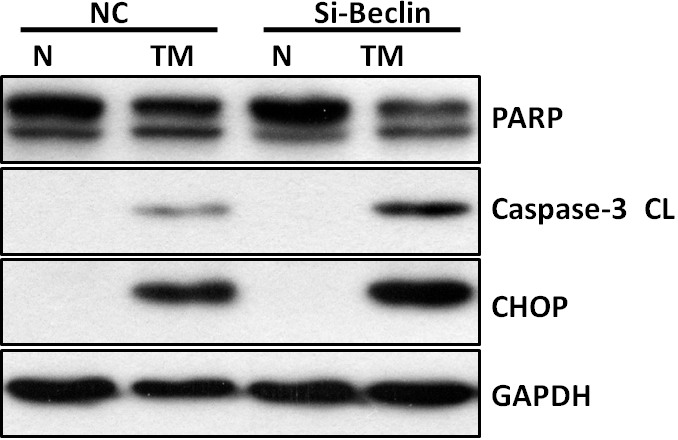 NC Si-Beclin
N TM N TM
PARP
Caspase-3 CL
CHOP
GAPDH